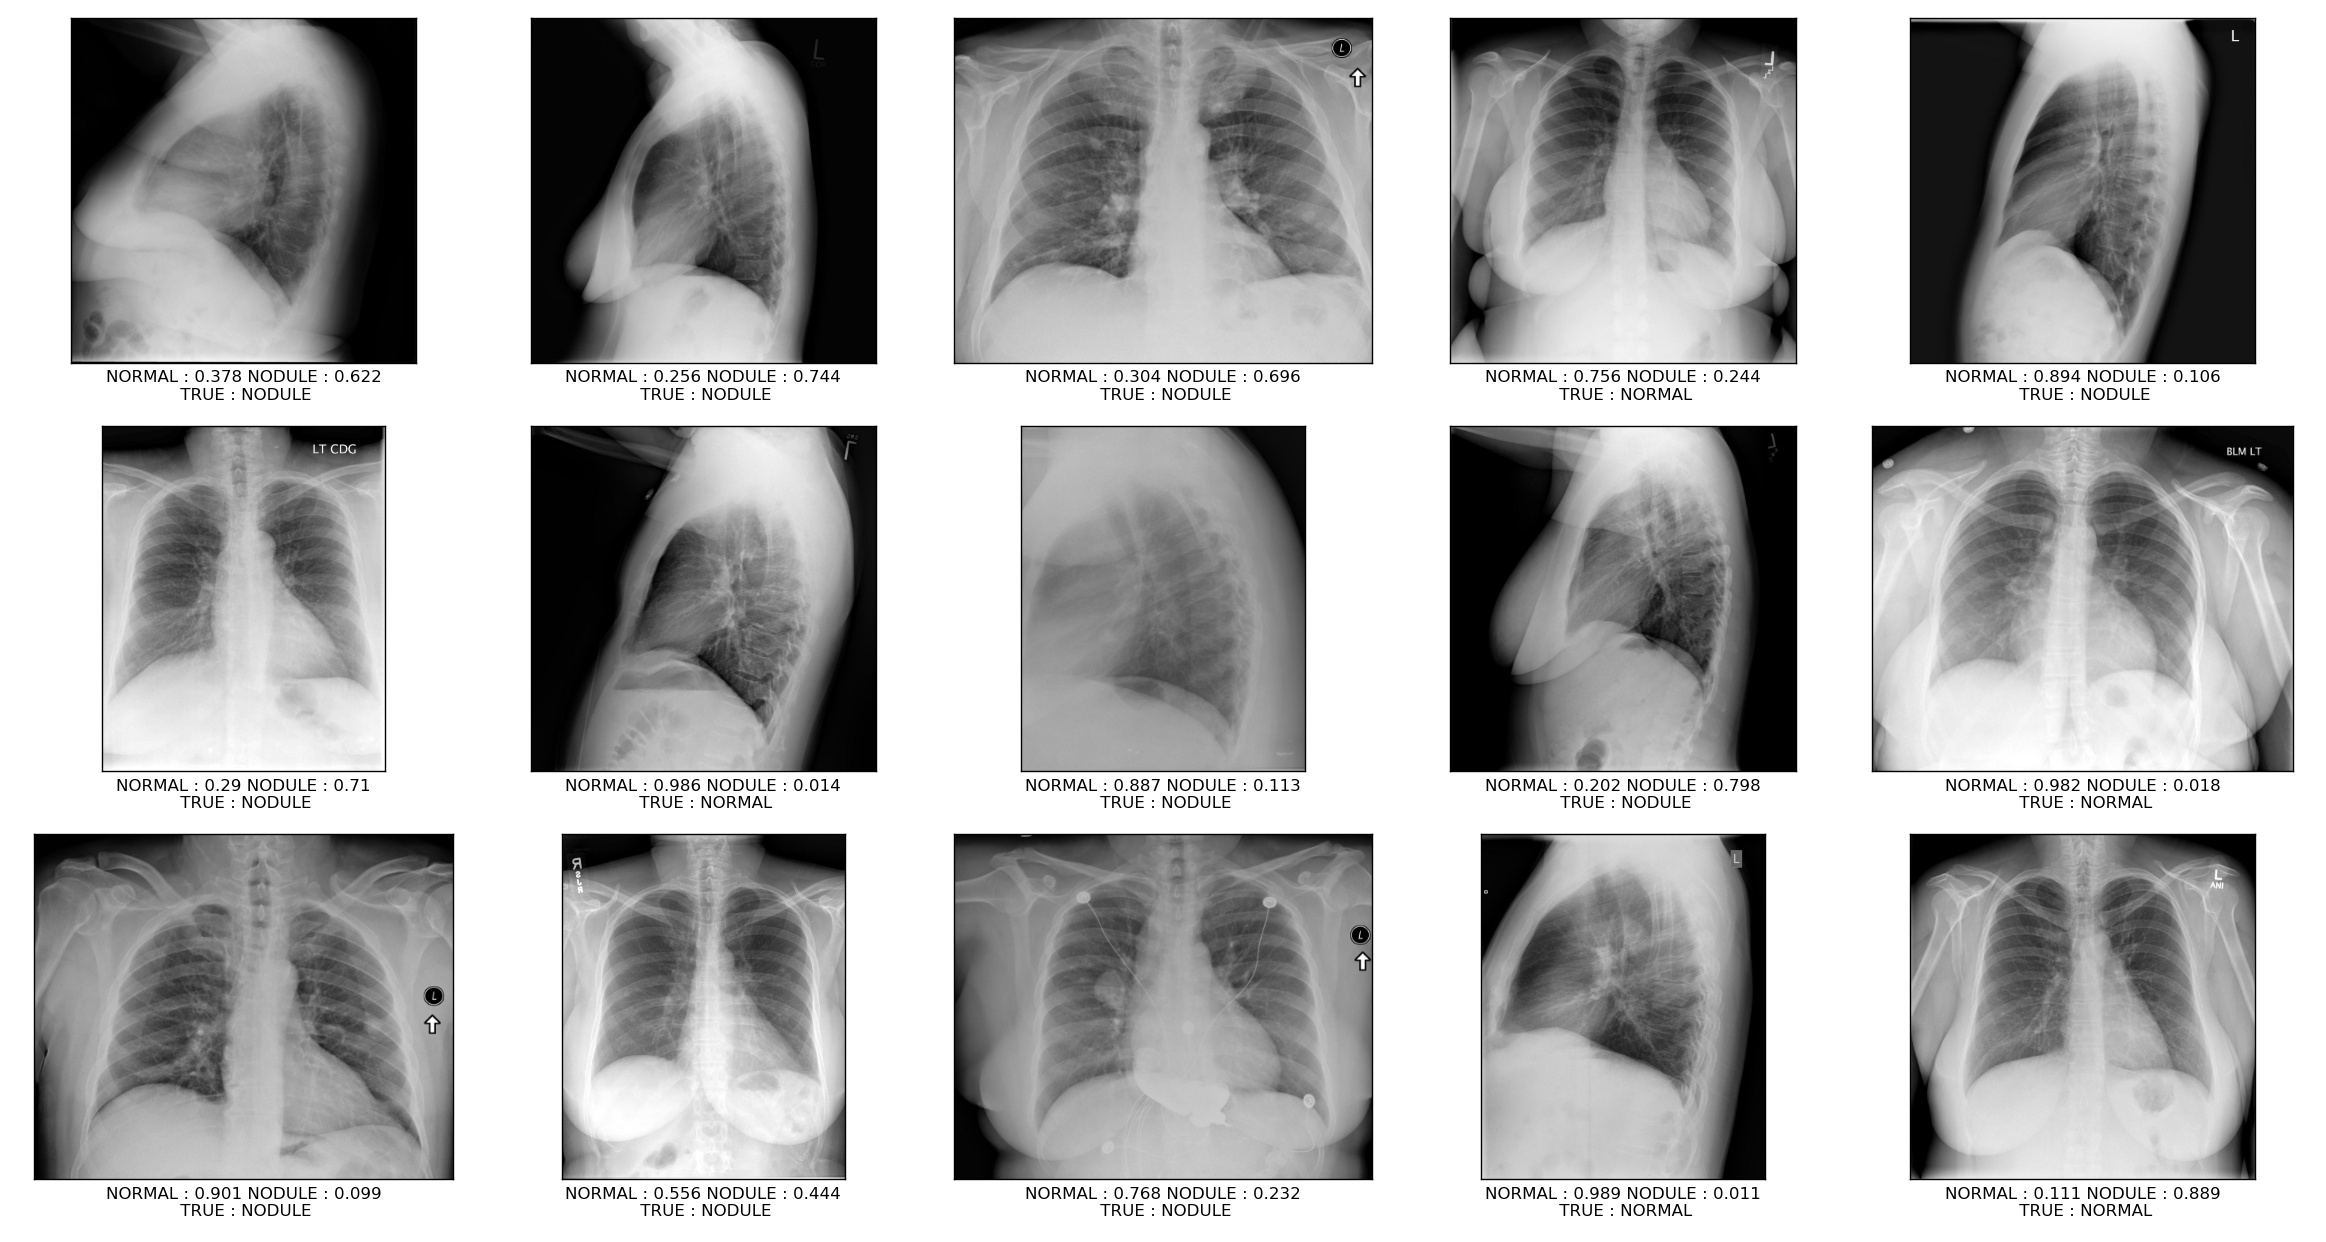 L
L
L
NORMAL : 0.378 NODULE : 0.622
TRUE : NODULE
NORMAL : 0.256 NODULE : 0.744
TRUE : NODULE
NORMAL : 0.304 NODULE : 0.696
TRUE : NODULE
NORMAL : 0.756 NODULE : 0.244
TRUE : NORMAL
NORMAL : 0.894 NODULE : 0.106
TRUE : NODULE
LT CDG
BLM LT
NORMAL : 0.29 NODULE : 0.71
TRUE : NODULE
NORMAL : 0.986 NODULE : 0.014
TRUE : NORMAL
NORMAL : 0.887 NODULE : 0.113
TRUE : NODULE
NORMAL : 0.202 NODULE : 0.798
TRUE : NODULE
NORMAL : 0.982 NODULE : 0.018
TRUE : NORMAL
L
R
L
L
L
ANI
NORMAL : 0.901 NODULE : 0.099
TRUE : NODULE
NORMAL : 0.556 NODULE : 0.444
TRUE : NODULE
NORMAL : 0.768 NODULE : 0.232
TRUE : NODULE
NORMAL : 0.989 NODULE : 0.011
TRUE : NORMAL
NORMAL : 0.111 NODULE : 0.889
TRUE : NORMAL